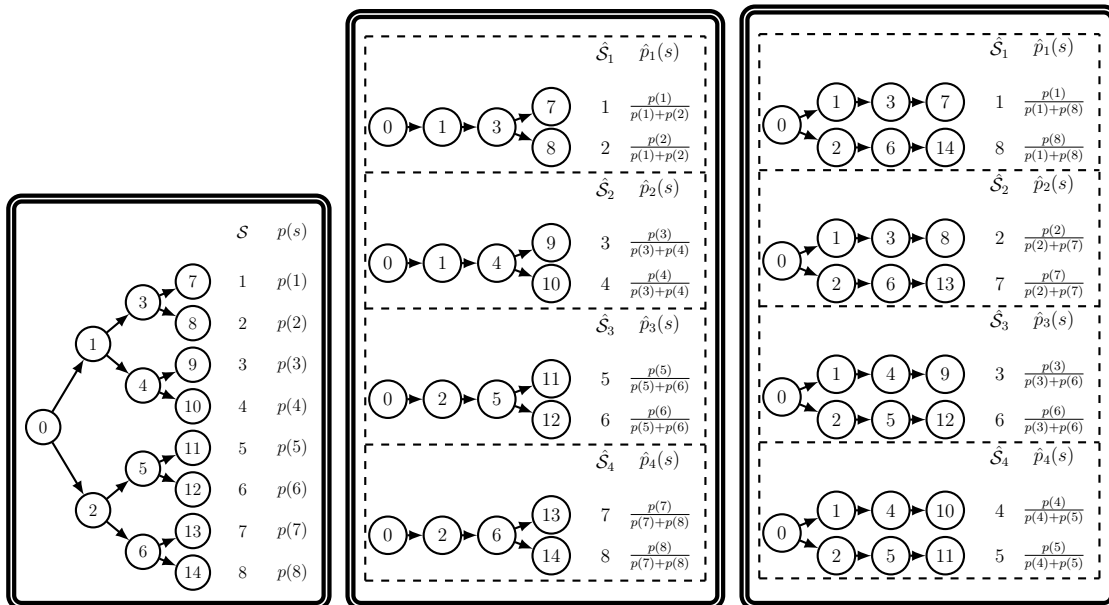 𝒮 p(s)
7 1 p(1)
3
8 2 p(2)
1
9 3 p(3)
4
10 4 p(4)
0
11 5 p(5)
5
12 6 p(6)
2
13 7 p(7)
6
14 8 p(8)
𝒮̂₁ p̂₁(s)
7 1 p(1)/p(1)+p(2)
0 1 3
8 2 p(2)/p(1)+p(2)
𝒮̂₂ p̂₂(s)
9 3 p(3)/p(3)+p(4)
0 1 4
10 4 p(4)/p(3)+p(4)
𝒮̂₃ p̂₃(s)
11 5 p(5)/p(5)+p(6)
0 2 5
12 6 p(6)/p(5)+p(6)
𝒮̂₄ p̂₄(s)
13 7 p(7)/p(7)+p(8)
0 2 6
14 8 p(8)/p(7)+p(8)
𝒮̂₁ p̂₁(s)
1 3 7 1 p(1)/p(1)+p(8)
0
2 6 14 8 p(8)/p(1)+p(8)
𝒮̂₂ p̂₂(s)
1 3 8 2 p(2)/p(2)+p(7)
0
2 6 13 7 p(7)/p(2)+p(7)
𝒮̂₃ p̂₃(s)
1 4 9 3 p(3)/p(3)+p(6)
0
2 5 12 6 p(6)/p(3)+p(6)
𝒮̂₄ p̂₄(s)
1 4 10 4 p(4)/p(4)+p(5)
0
2 5 11 5 p(5)/p(4)+p(5)